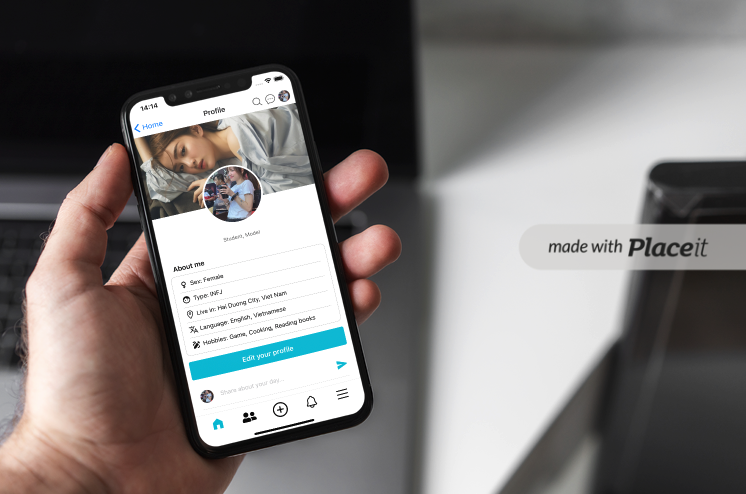 14:14
Home
Profile
Student, Model
About me
Sex: Female
Type: INFJ
Live in: Hai Duong City, Viet Nam
Language: English, Vietnamese
Hobbies: Game, Cooking, Reading books
Edit your profile
Share about your day...
made with Placeit